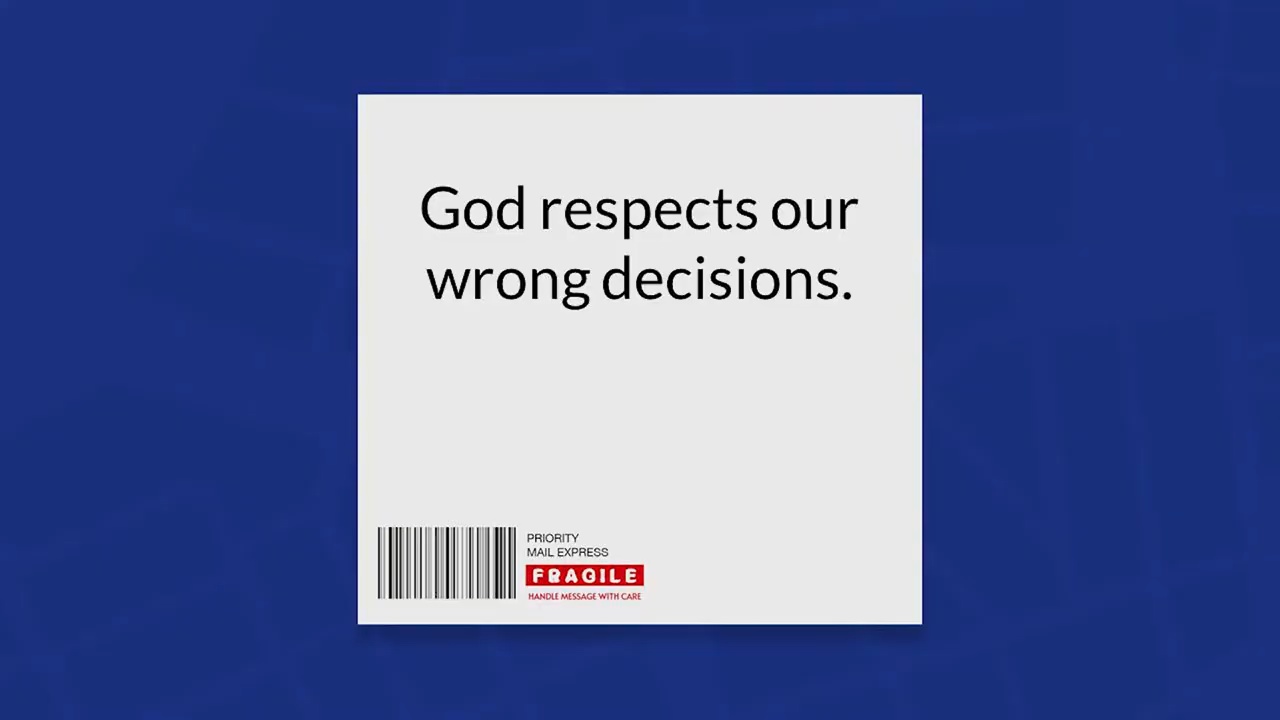 God respects our
wrong decisions.
PRIORITY
MAIL EXPRESS
FRAGILE
HANDLE MESSAGE WITH CARE